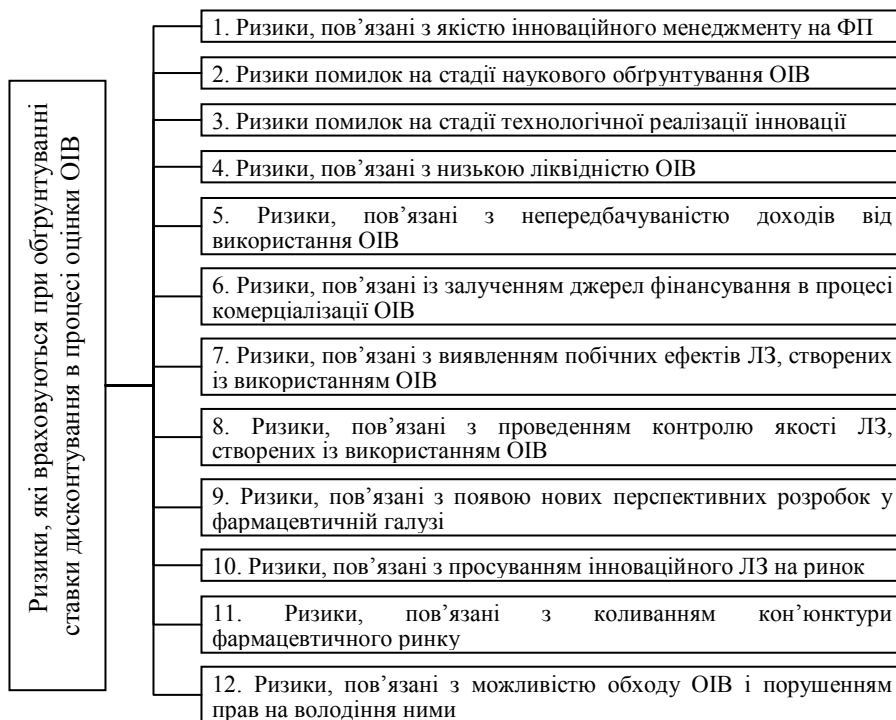 Ризики, які враховуються при обґрунтуванні
ставки дисконтування в процесі оцінки ОІВ
1. Ризики, пов’язані з якістю інноваційного менеджменту на ФП
2. Ризики помилок на стадії наукового обґрунтування ОІВ
3. Ризики помилок на стадії технологічної реалізації інновації
4. Ризики, пов’язані з низькою ліквідністю ОІВ
5. Ризики, пов’язані з непередбачуваністю доходів від
використання ОІВ
6. Ризики, пов’язані із залученням джерел фінансування в процесі
комерціалізації ОІВ
7. Ризики, пов’язані з виявленням побічних ефектів ЛЗ, створених
із використанням ОІВ
8. Ризики, пов’язані з проведенням контролю якості ЛЗ,
створених із використанням ОІВ
9. Ризики, пов’язані з появою нових перспективних розробок у
фармацевтичній галузі
10. Ризики, пов’язані з просуванням інноваційного ЛЗ на ринок
11. Ризики, пов’язані з коливанням кон’юнктури
фармацевтичного ринку
12. Ризики, пов’язані з можливістю обходу ОІВ і порушенням
прав на володіння ними